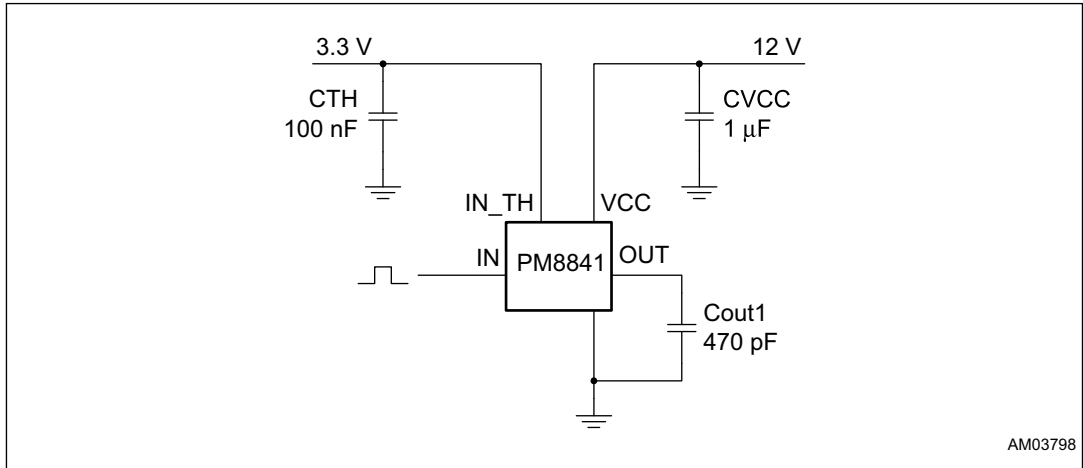 3.3 V
12 V
CTH
100 nF
CVCC
1 μF
IN_TH
VCC
IN
PM8841
OUT
Cout1
470 pF
AM03798